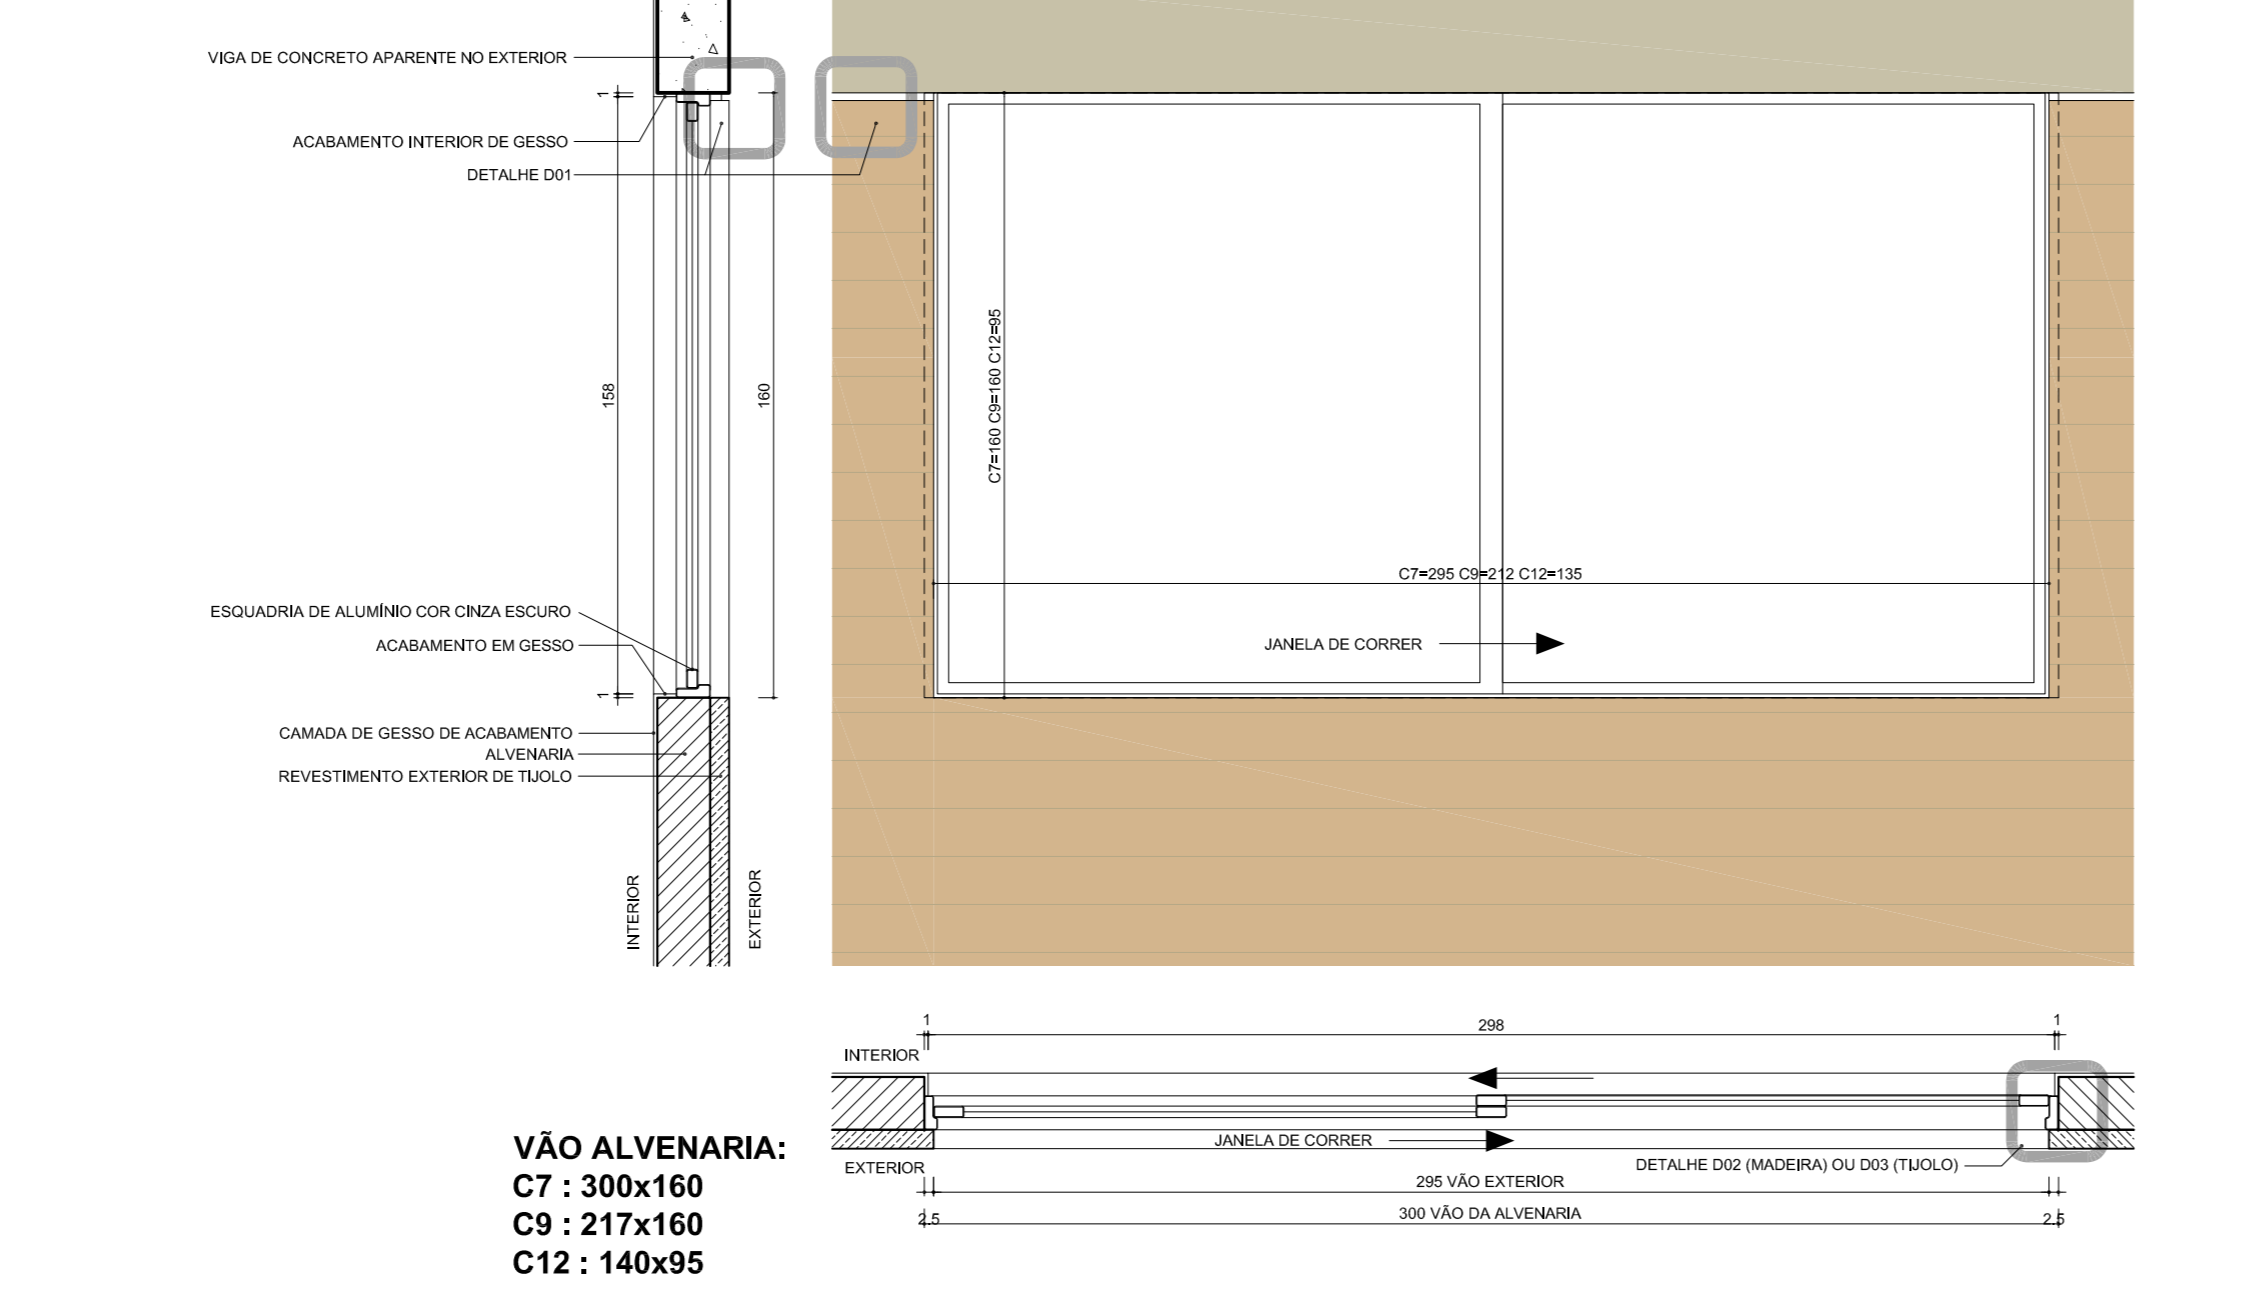 VIGA DE CONCRETO APARENTE NO EXTERIOR
1
ACABAMENTO INTERIOR DE GESSO
DETALHE D01
158
160
C7=160 C9=160 C12=95
C7=295 C9=212 C12=135
JANELA DE CORRER
ESQUADRIA DE ALUMÍNIO COR CINZA ESCURO
ACABAMENTO EM GESSO
1
CAMADA DE GESSO DE ACABAMENTO
ALVENARIA
REVESTIMENTO EXTERIOR DE TIJOLO
INTERIOR
EXTERIOR
1
298
1
INTERIOR
JANELA DE CORRER
EXTERIOR
DETALHE D02 (MADEIRA) OU D03 (TIJOLO)
295 VÃO EXTERIOR
2.5
300 VÃO DA ALVENARIA
2.5
VÃO ALVENARIA:
C7 : 300x160
C9 : 217x160
C12 : 140x95